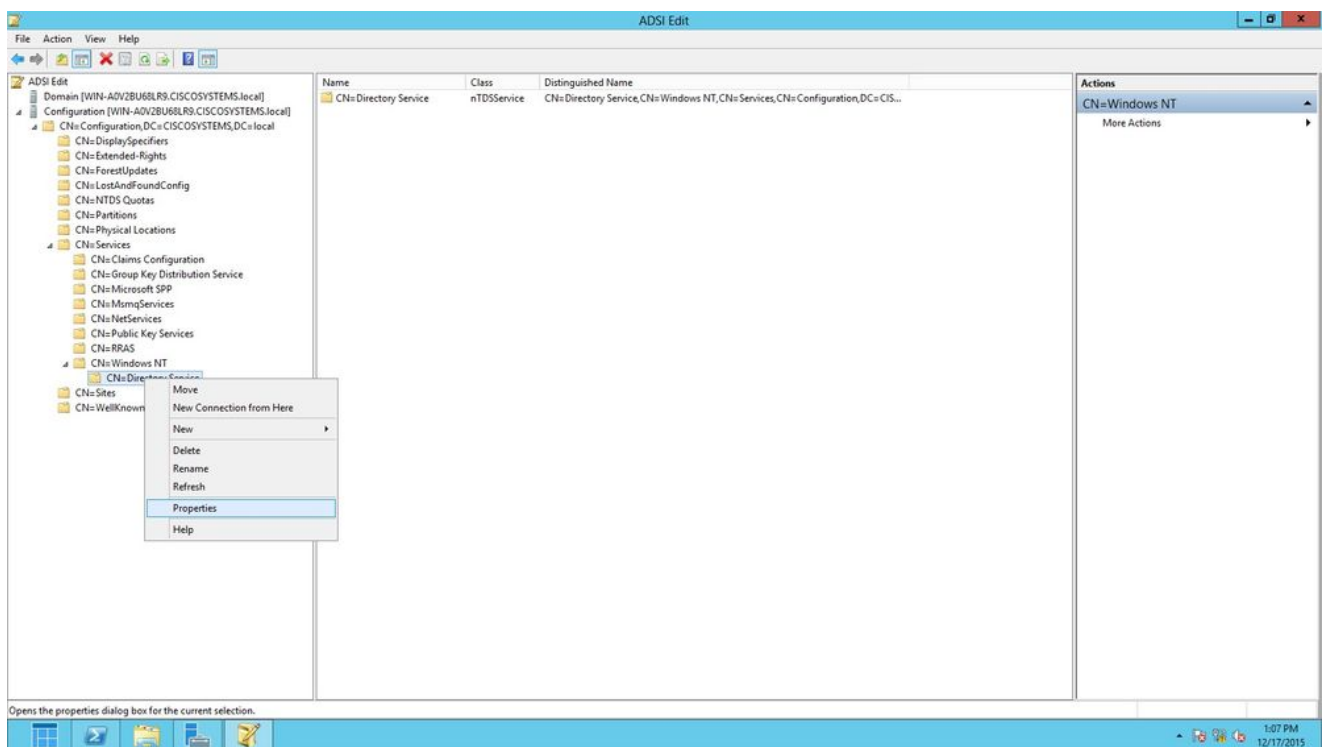 ADSI Edit
File Action View Help
ADSI Edit
Domain [WIN-A0V2BU68LR9.CISCOSYSTEMS.local]
Configuration [WIN-A0V2BU68LR9.CISCOSYSTEMS.local]
CN=Configuration,DC=CISCOSYSTEMS,DC=local
CN=DisplaySpecifiers
CN=Extended-Rights
CN=ForestUpdates
CN=LostAndFoundConfig
CN=NTDS Quotas
CN=Partitions
CN=Physical Locations
CN=Services
CN=Claims Configuration
CN=Group Key Distribution Service
CN=Microsoft SPP
CN=MsmqServices
CN=NetServices
CN=Public Key Services
CN=RRAS
CN=Windows NT
CN=Directory Service
CN=Sites
CN=WellKnown
Move
New Connection from Here
New
Delete
Rename
Refresh
Properties
Help
Name Class Distinguished Name
CN=Directory Service nTDSService CN=Directory Service,CN=Windows NT,CN=Services,CN=Configuration,DC=CIS...
Actions
CN=Windows NT
More Actions
Opens the properties dialog box for the current selection.
1:07 PM
12/17/2015